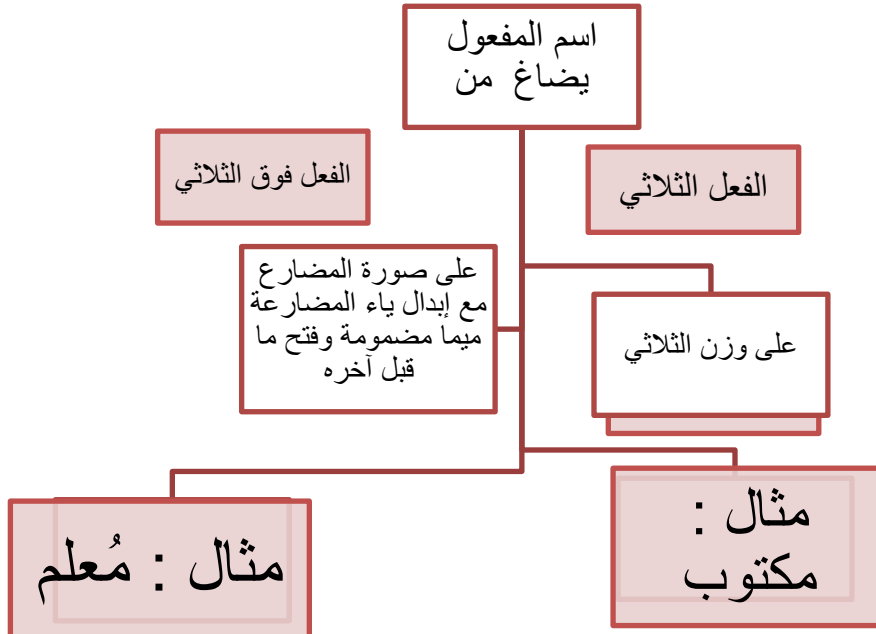 اسم المفعول
يضاغ من
الفعل الثلاثي
الفعل فوق الثلاثي
على وزن الثلاثي
على صورة المضارع
مع إبدال ياء المضارعة
ميما مضمومة وفتح ما
قبل آخره
مثال :
مكتوب
مثال : مُعلم